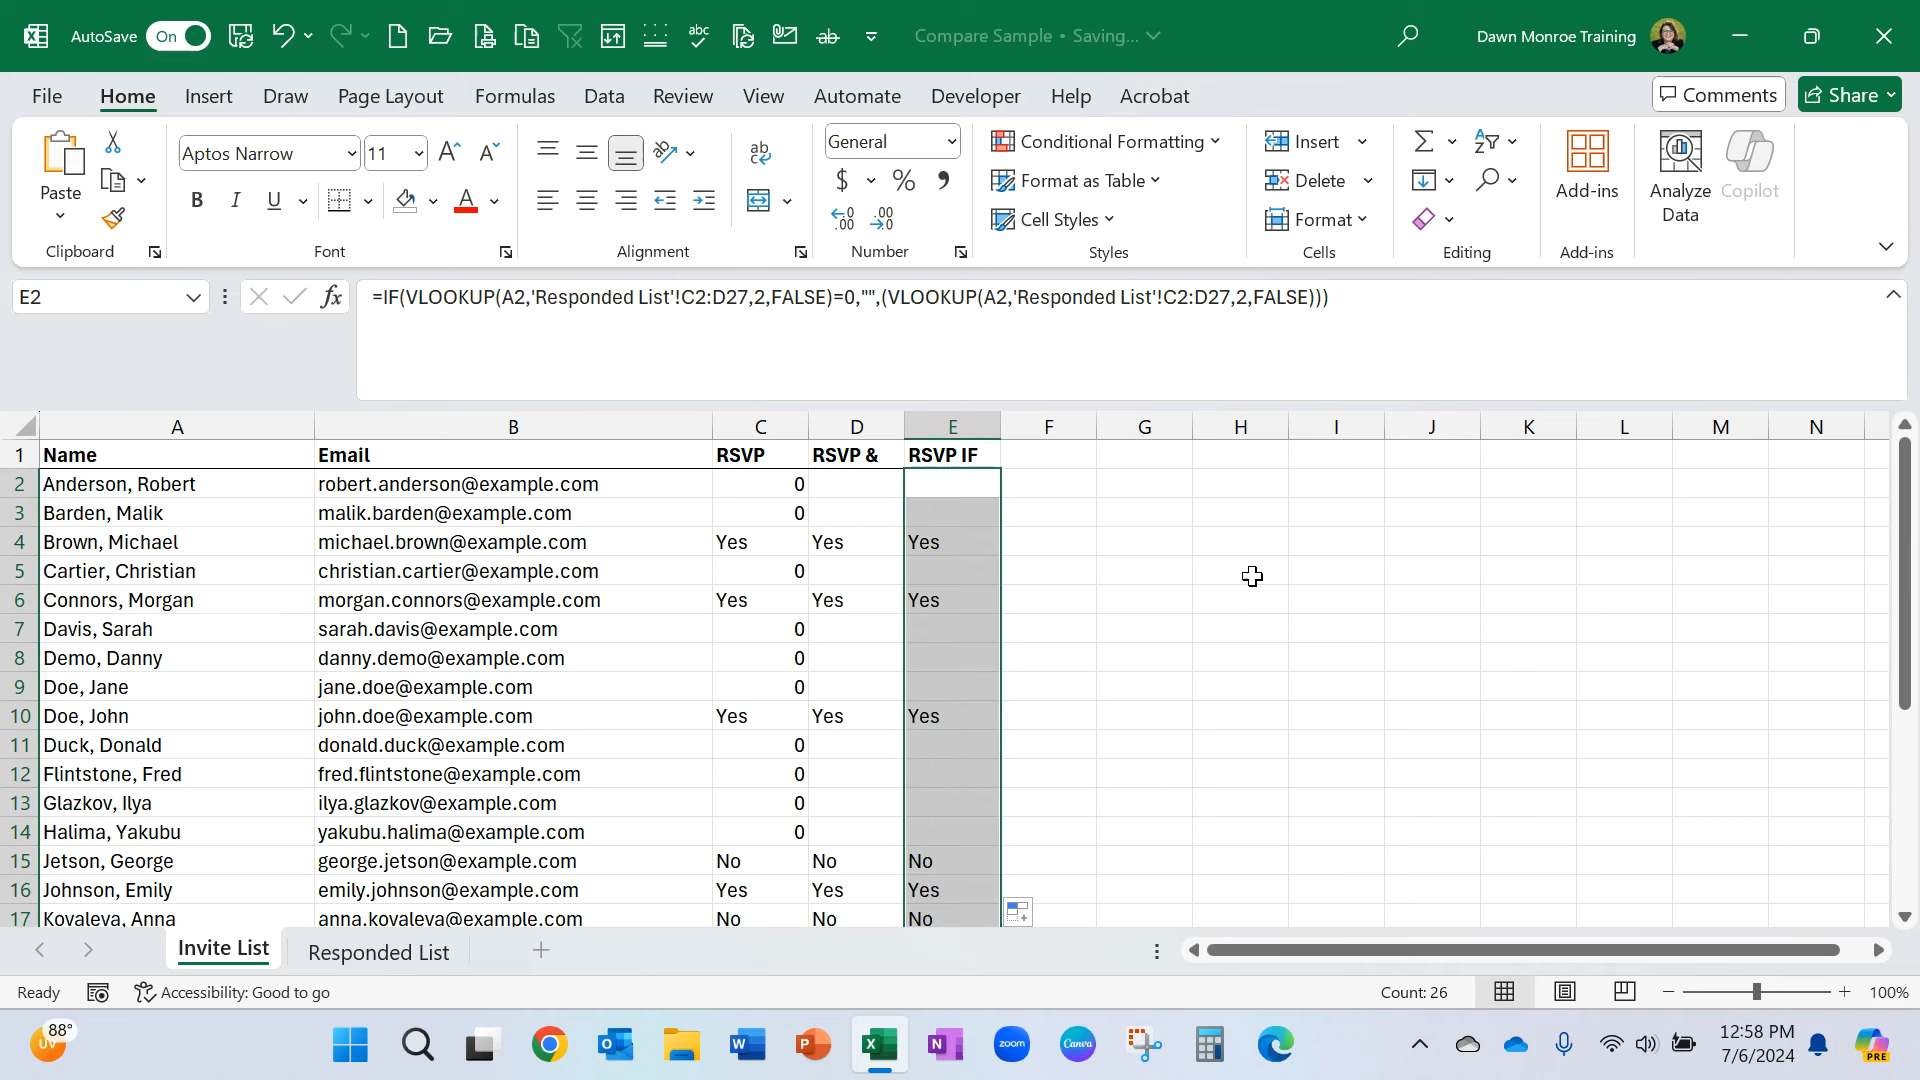 AutoSave On Compare Sample • Saving... Dawn Monroe Training
File Home Insert Draw Page Layout Formulas Data Review View Automate Developer Help Acrobat Comments Share
Paste
Aptos Narrow 11
B I U
General
Conditional Formatting
Format as Table
Cell Styles
Insert
Delete
Format
Add-ins
Analyze Data
Copilot
Clipboard Font Alignment Number Styles Cells Editing Add-ins
E2 fx =IF(VLOOKUP(A2,'Responded List'!C2:D27,2,FALSE)=0,"",(VLOOKUP(A2,'Responded List'!C2:D27,2,FALSE)))
A B C D E F G H I J K L M N
1 Name Email RSVP RSVP & RSVP IF
2 Anderson, Robert robert.anderson@example.com 0
3 Barden, Malik malik.barden@example.com 0
4 Brown, Michael michael.brown@example.com Yes Yes Yes
5 Cartier, Christian christian.cartier@example.com 0
6 Connors, Morgan morgan.connors@example.com Yes Yes Yes
7 Davis, Sarah sarah.davis@example.com 0
8 Demo, Danny danny.demo@example.com 0
9 Doe, Jane jane.doe@example.com 0
10 Doe, John john.doe@example.com Yes Yes Yes
11 Duck, Donald donald.duck@example.com 0
12 Flintstone, Fred fred.flintstone@example.com 0
13 Glazkov, Ilya ilya.glazkov@example.com 0
14 Halima, Yakubu yakubu.halima@example.com 0
15 Jetson, George george.jetson@example.com No No No
16 Johnson, Emily emily.johnson@example.com Yes Yes Yes
17 Kovaleva, Anna anna.kovaleva@example.com No No No
Invite List Responded List
Ready Accessibility: Good to go Count: 26 100%
88° UV zoom Canva 12:58 PM
7/6/2024 PRE